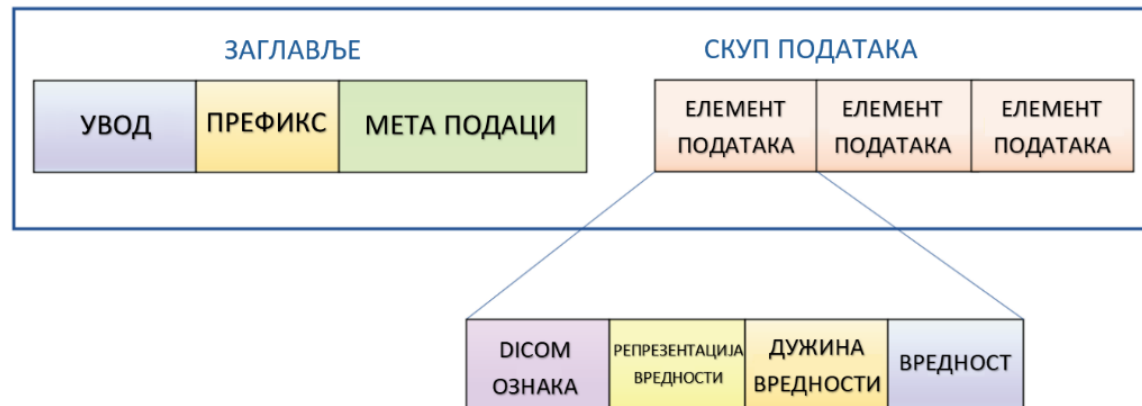 ЗАГЛАВЉЕ
СКУП ПОДАТАКА
УВОД
ПРЕФИКС
МЕТА ПОДАЦИ
ЕЛЕМЕНТ
ПОДАТАКА
ЕЛЕМЕНТ
ПОДАТАКА
ЕЛЕМЕНТ
ПОДАТАКА
DICOM
ОЗНАКА
РЕПРЕЗЕНТАЦИЈА
ВРЕДНОСТИ
ДУЖИНА
ВРЕДНОСТИ
ВРЕДНОСТ